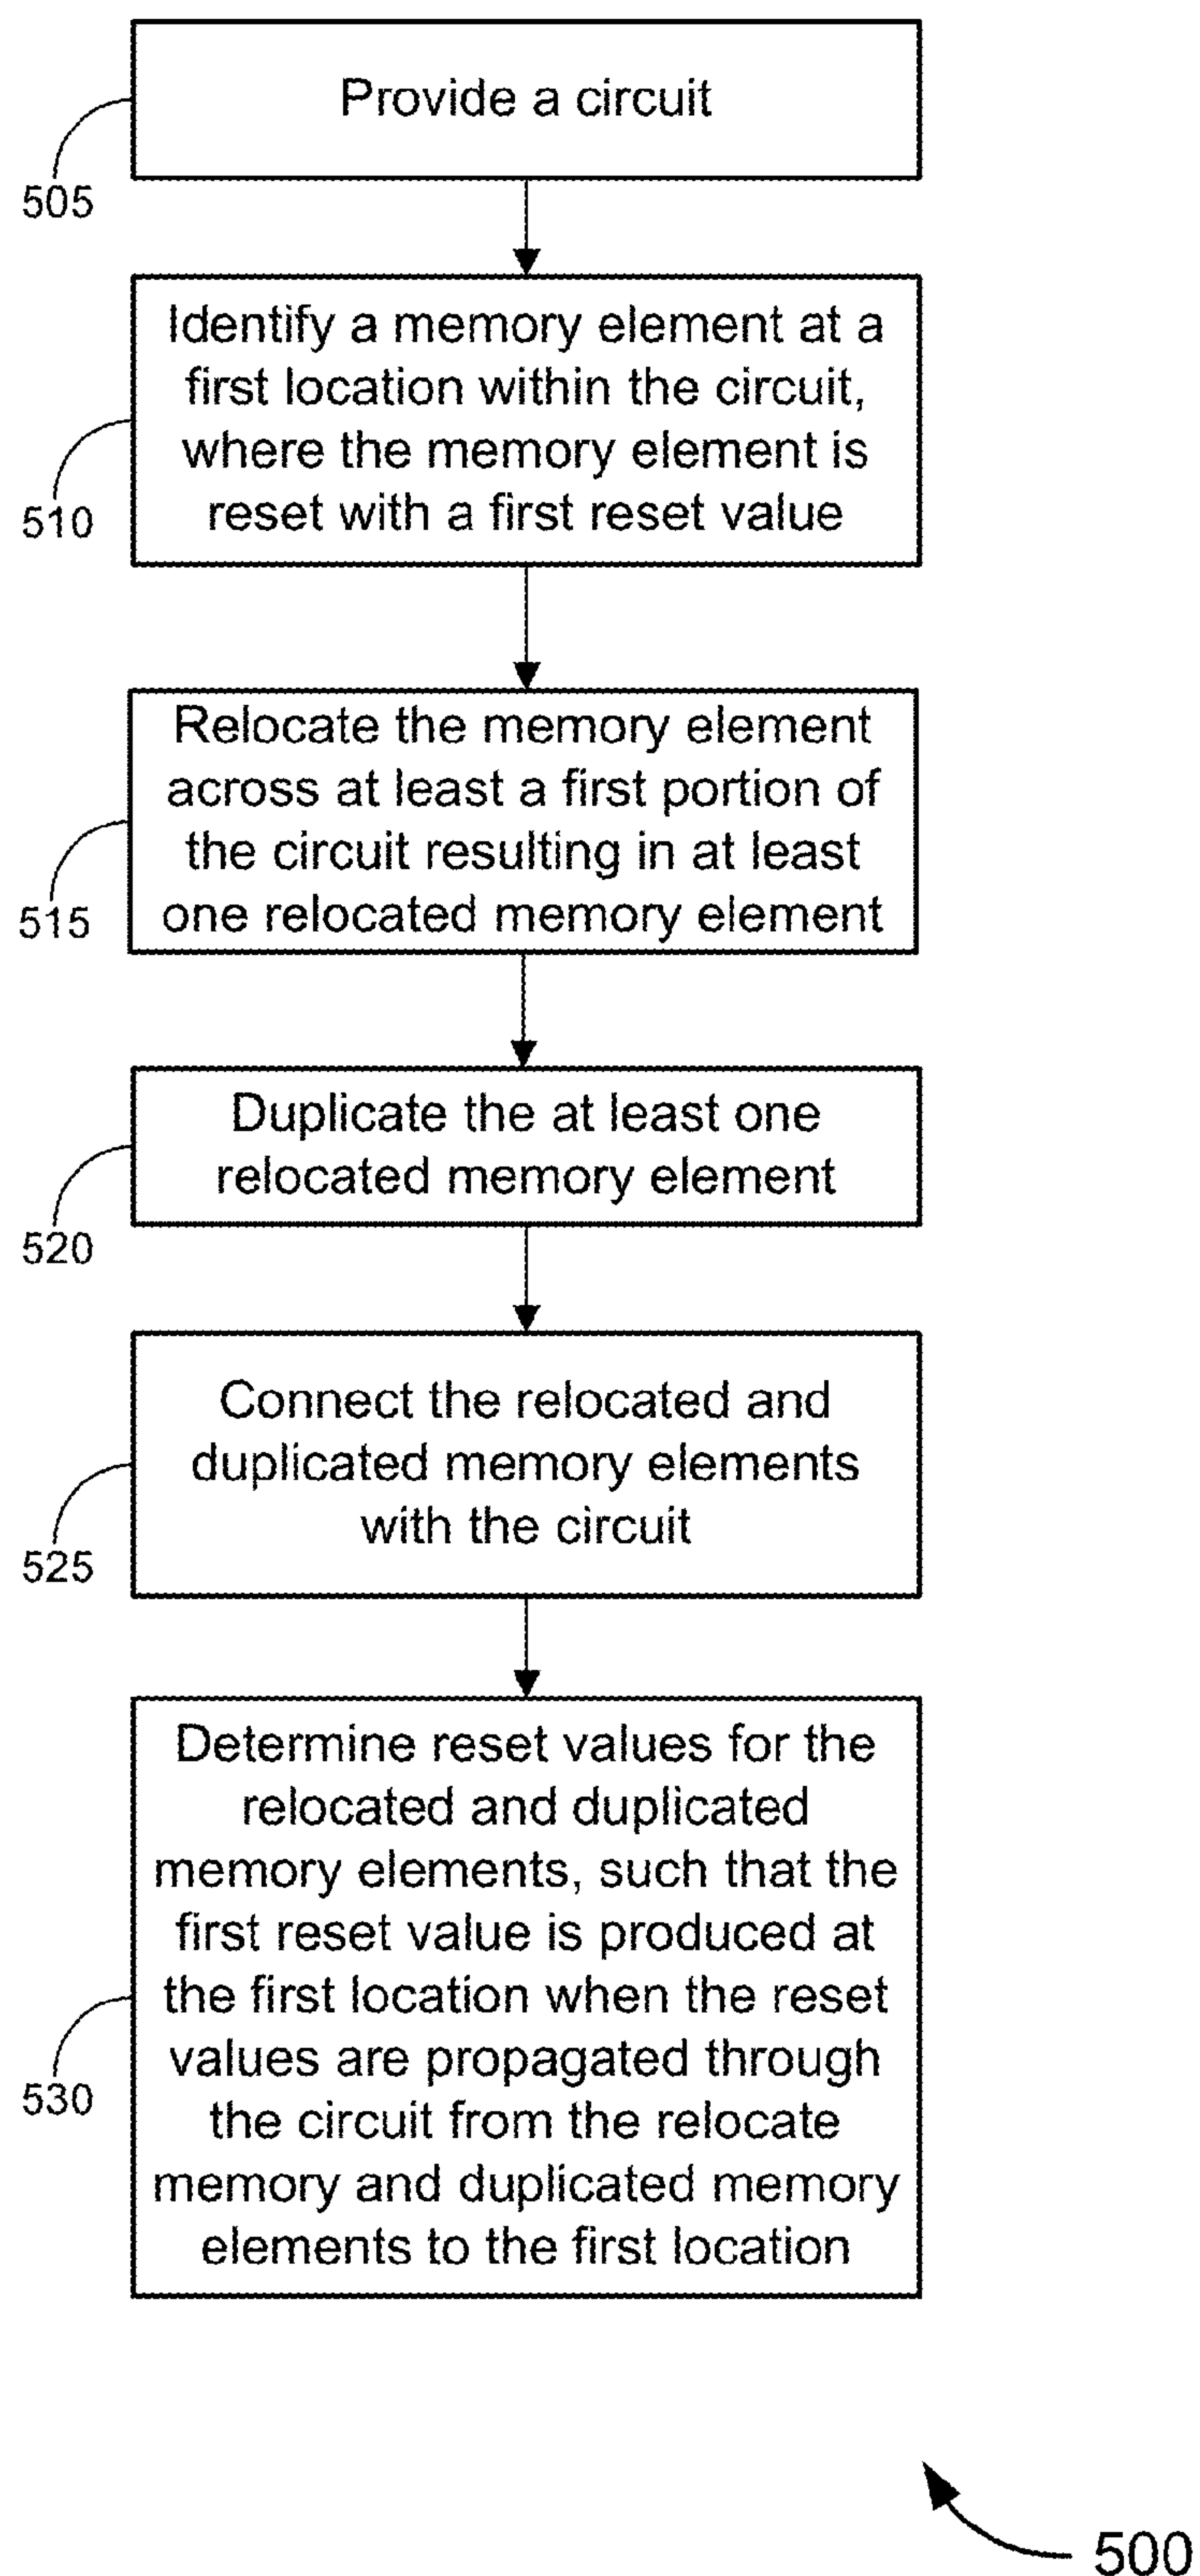 Provide a circuit
505
Identify a memory element at a
first location within the circuit,
where the memory element is
reset with a first reset value
510
Relocate the memory element
across at least a first portion of
the circuit resulting in at least
one relocated memory element
515
Duplicate the at least one
relocated memory element
520
Connect the relocated and
duplicated memory elements
with the circuit
525
Determine reset values for the
relocated and duplicated
memory elements, such that the
first reset value is produced at
the first location when the reset
values are propagated through
the circuit from the relocate
memory and duplicated memory
elements to the first location
530
500